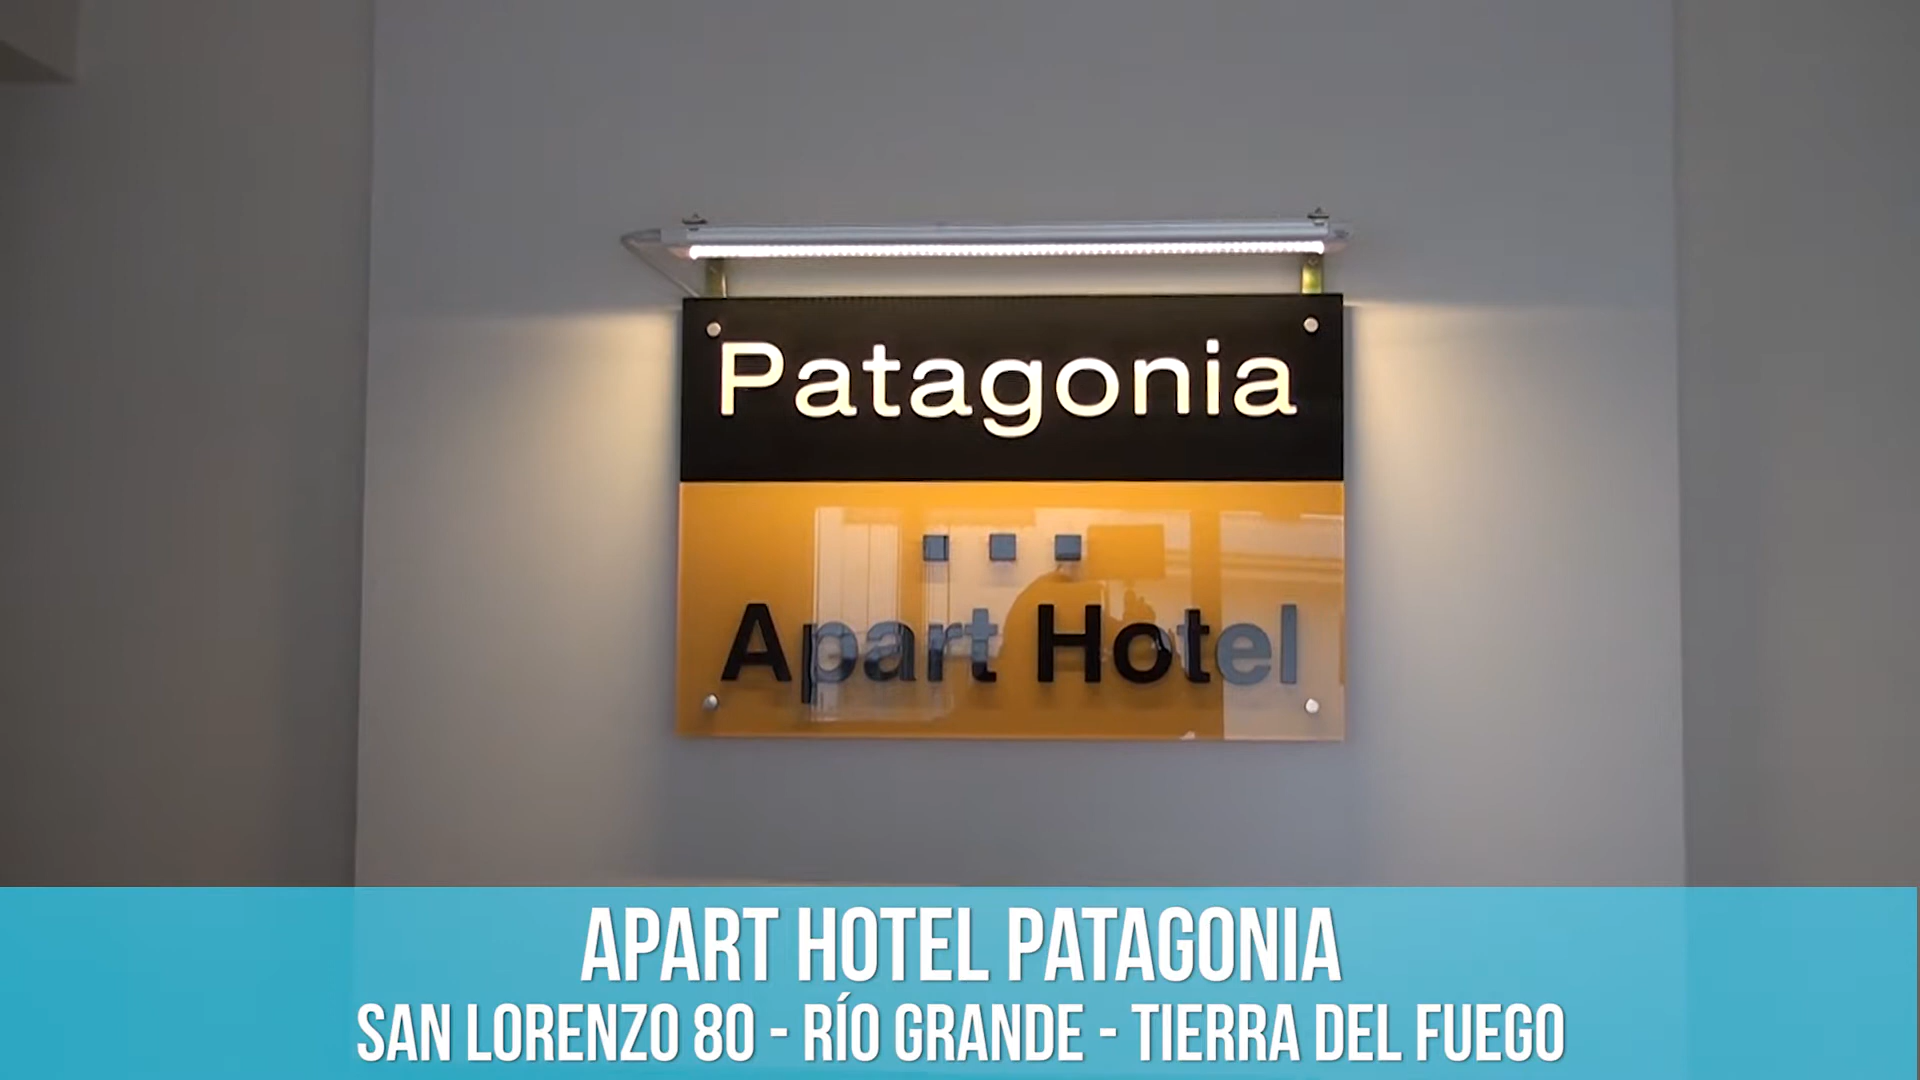 Patagonia
Apart Hotel
APART HOTEL PATAGONIA
SAN LORENZO 80 - RÍO GRANDE - TIERRA DEL FUEGO